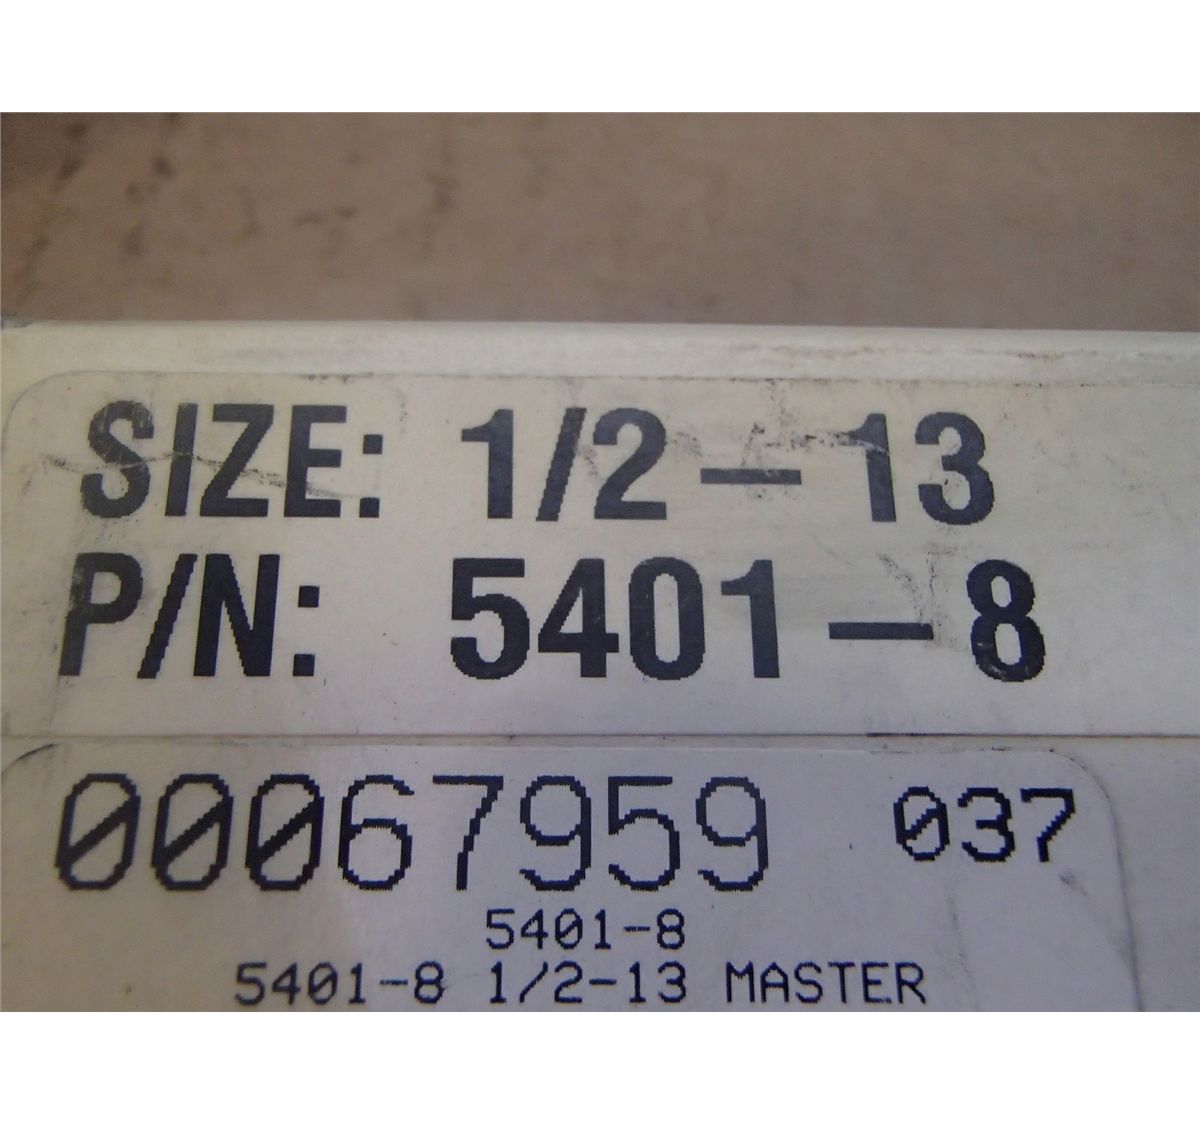 SIZE: 1/2-13
P/N: 5401-8
00067959 037
5401-8
5401-8 1/2-13 MASTER